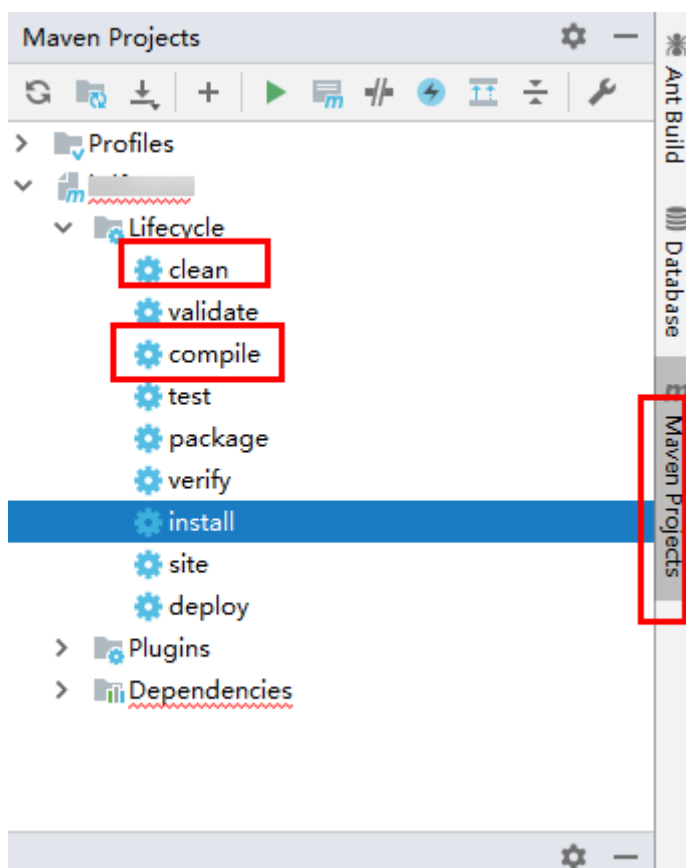 Maven Projects
Profiles
Lifecycle
clean
validate
compile
test
package
verify
install
site
deploy
Plugins
Dependencies
Ant Build
Database
Maven Projects